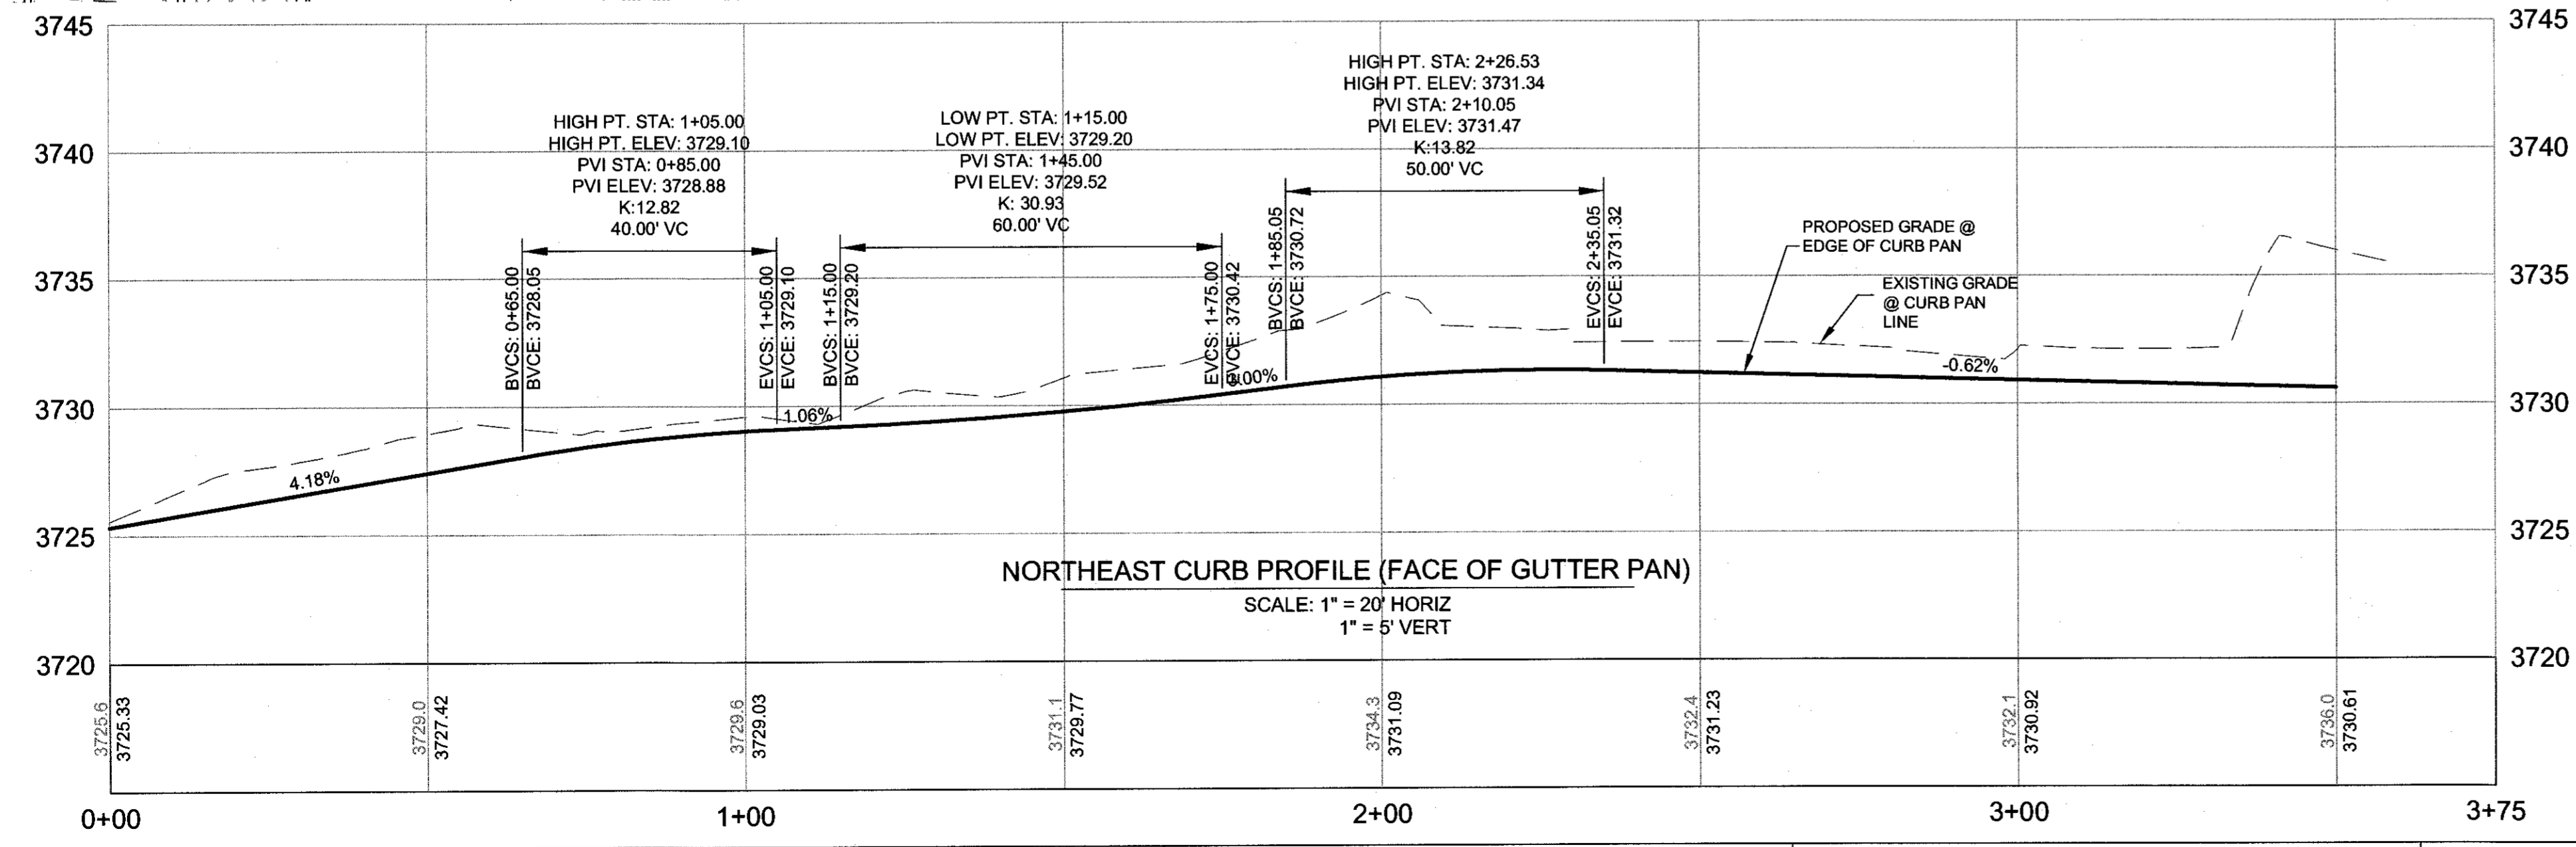 3745
3740
3735
3730
3725
3720
3745
3740
3735
3730
3725
3720
HIGH PT. STA: 1+05.00
HIGH PT. ELEV: 3729.10
PVI STA: 0+85.00
PVI ELEV: 3728.88
K:12.82
40.00' VC
LOW PT. STA: 1+15.00
LOW PT. ELEV: 3729.20
PVI STA: 1+45.00
PVI ELEV: 3729.52
K: 30.93
60.00' VC
HIGH PT. STA: 2+26.53
HIGH PT. ELEV: 3731.34
PVI STA: 2+10.05
PVI ELEV: 3731.47
K:13.82
50.00' VC
BVCS: 0+65.00
BVCE: 3728.05
EVCS: 1+05.00
EVCE: 3729.10
BVCS: 1+15.00
BVCE: 3729.20
EVCS: 1+75.00
EVCE: 3730.42
BVCS: 1+85.05
BVCE: 3730.72
EVCS: 2+35.05
EVCE: 3731.32
PROPOSED GRADE @
EDGE OF CURB PAN
EXISTING GRADE
@ CURB PAN
LINE
4.18%
1.06%
3.00%
-0.62%
NORTHEAST CURB PROFILE (FACE OF GUTTER PAN)
SCALE: 1" = 20' HORIZ
1" = 5' VERT
3725.6
3725.33
3729.0
3727.42
3729.6
3729.03
3731.1
3729.77
3734.3
3731.09
3732.4
3731.23
3732.1
3730.92
3736.0
3730.61
0+00
1+00
2+00
3+00
3+75